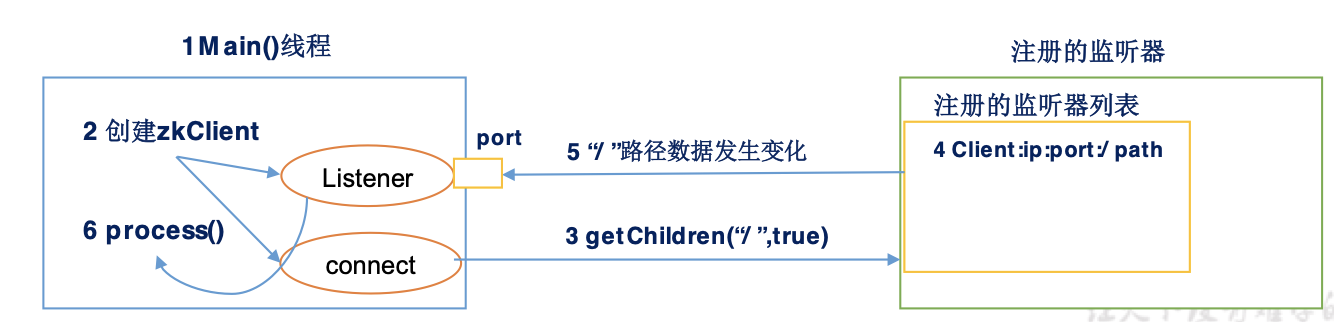 1 Main()线程
注册的监听器
2 创建zkClient
注册的监听器列表
port
4 Client:ip:port:/ path
5 “/ ”路径数据发生变化
Listener
6 process()
3 getChildren(“/ ”,true)
connect